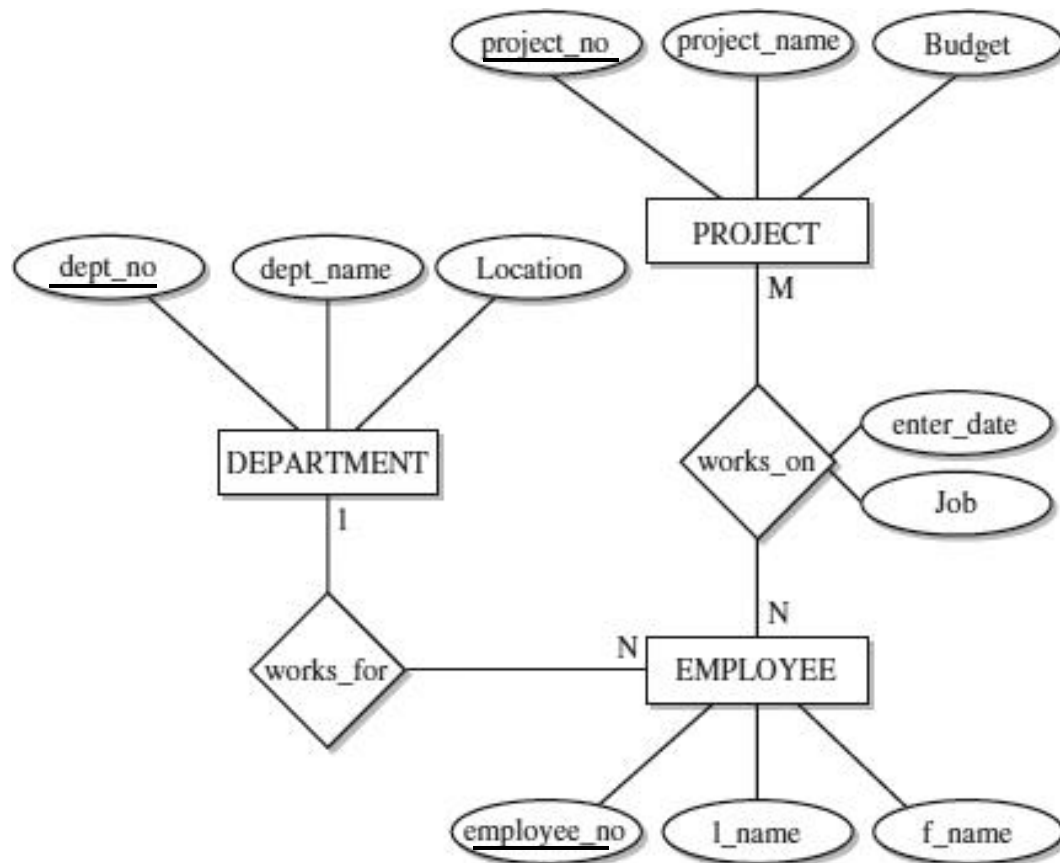 project_no
project_name
Budget
PROJECT
M
dept_no
dept_name
Location
DEPARTMENT
1
works_on
enter_date
Job
works_for
N
N
EMPLOYEE
employee_no
l_name
f_name